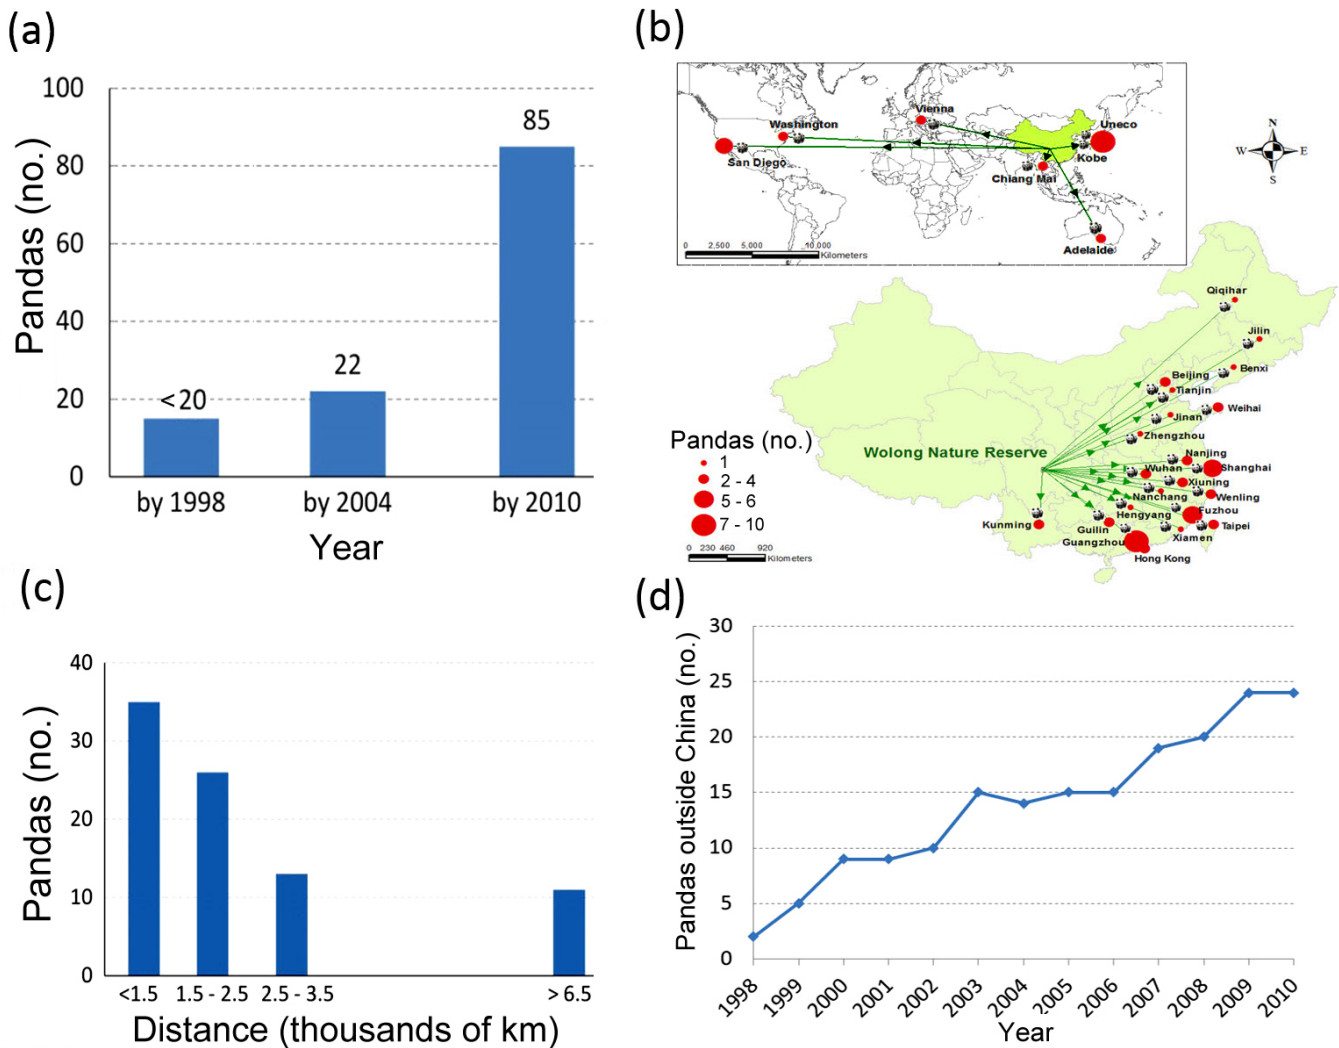 (a)
Pandas (no.)
100
80
60
40
20
0
<20
22
85
by 1998
by 2004
by 2010
Year
(b)
Vienna
Washington
Uneco
San Diego
Kobe
Chiang Mai
Adelaide
0 2,500 5,000 10,000
Kilometers
N
W E
S
Qiqihar
Jilin
Benxi
Beijing
Tianjin
Weihai
Jinan
Zhengzhou
Wolong Nature Reserve
Nanjing
Wuhan
Shanghai
Xiuning
Nanchang
Wenling
Hengyang
Fuzhou
Kunming
Guilin
Taipei
Guangzhou
Xiamen
Hong Kong
Pandas (no.)
1
2 - 4
5 - 6
7 - 10
0 230 460 920
Kilometers
(c)
Pandas (no.)
40
30
20
10
0
<1.5
1.5 - 2.5
2.5 - 3.5
> 6.5
Distance (thousands of km)
(d)
Pandas outside China (no.)
30
25
20
15
10
5
0
1998
1999
2000
2001
2002
2003
2004
2005
2006
2007
2008
2009
2010
Year